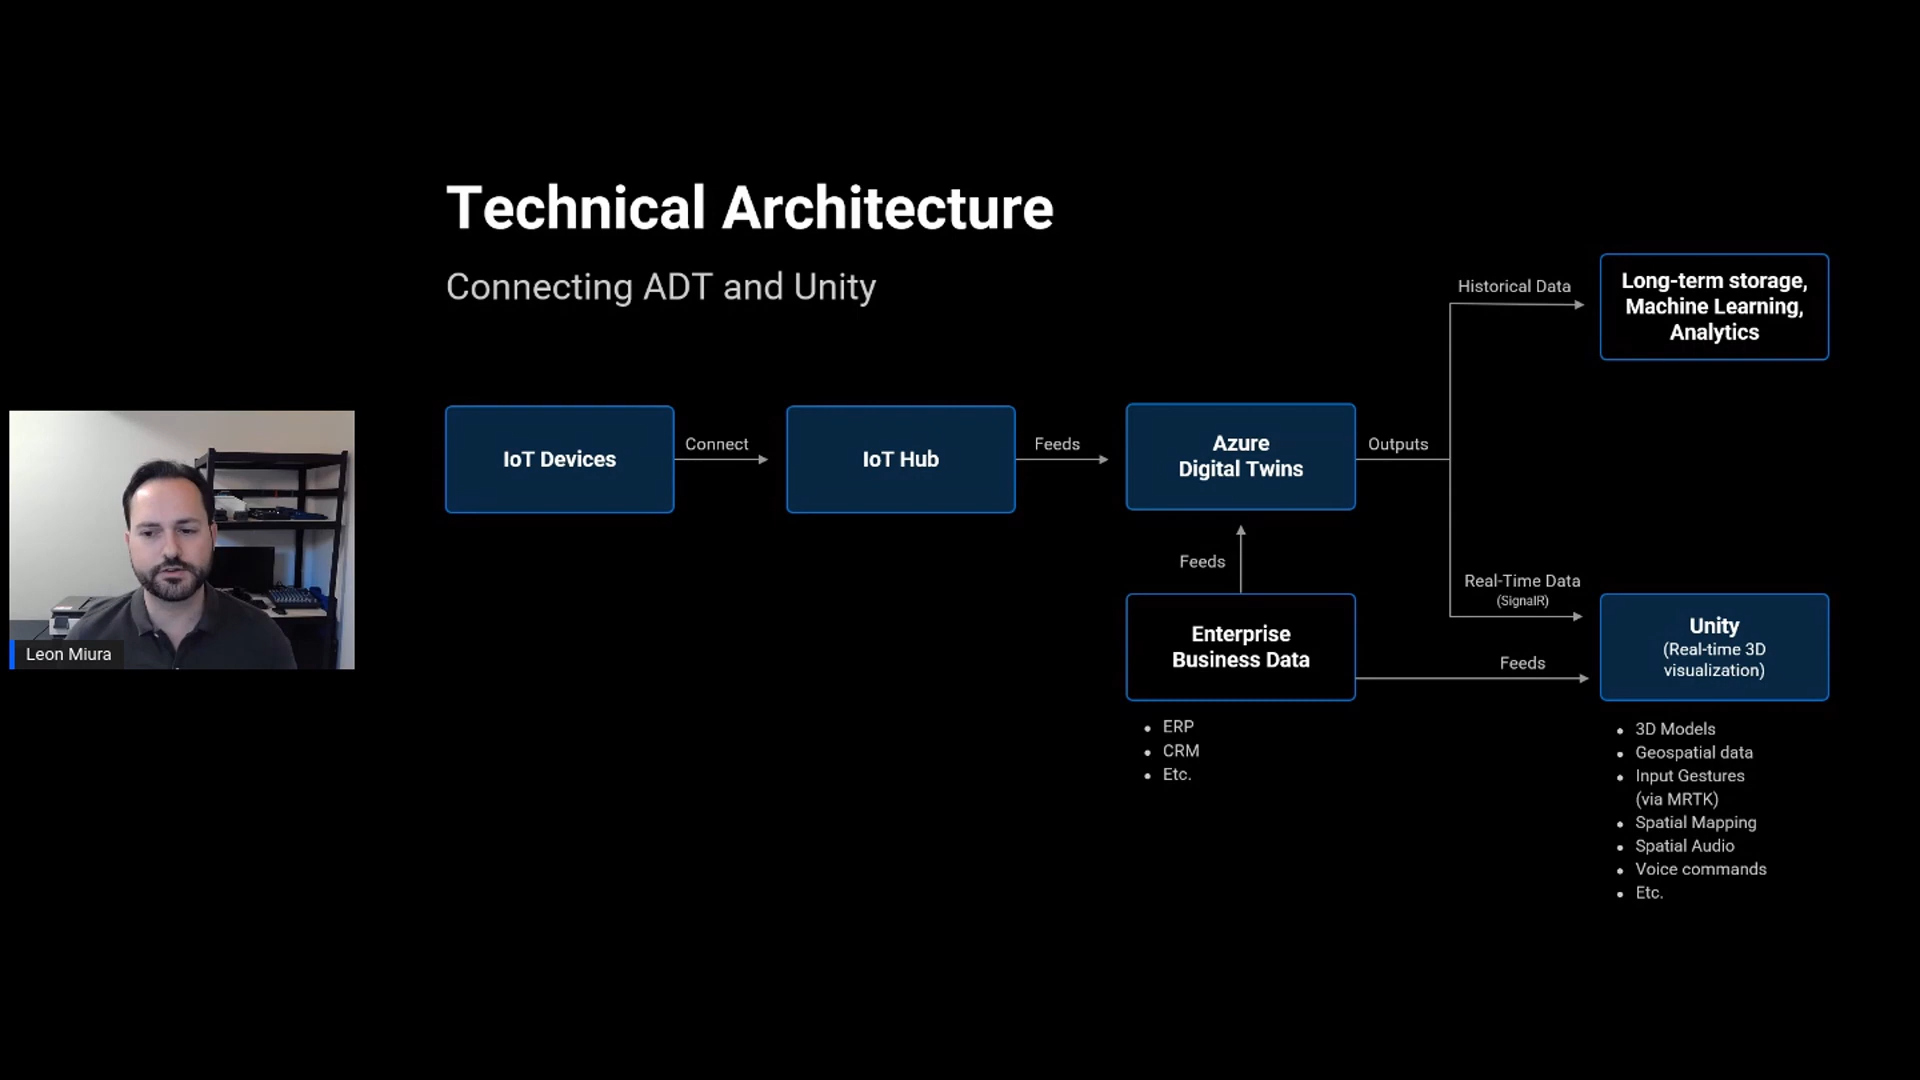 Technical Architecture
Connecting ADT and Unity
IoT Devices
Connect
IoT Hub
Feeds
Azure
Digital Twins
Outputs
Historical Data
Long-term storage,
Machine Learning,
Analytics
Feeds
Enterprise
Business Data
• ERP
• CRM
• Etc.
Real-Time Data
(SignalR)
Feeds
Unity
(Real-time 3D
visualization)
• 3D Models
• Geospatial data
• Input Gestures
(via MRTK)
• Spatial Mapping
• Spatial Audio
• Voice commands
• Etc.
Leon Miura